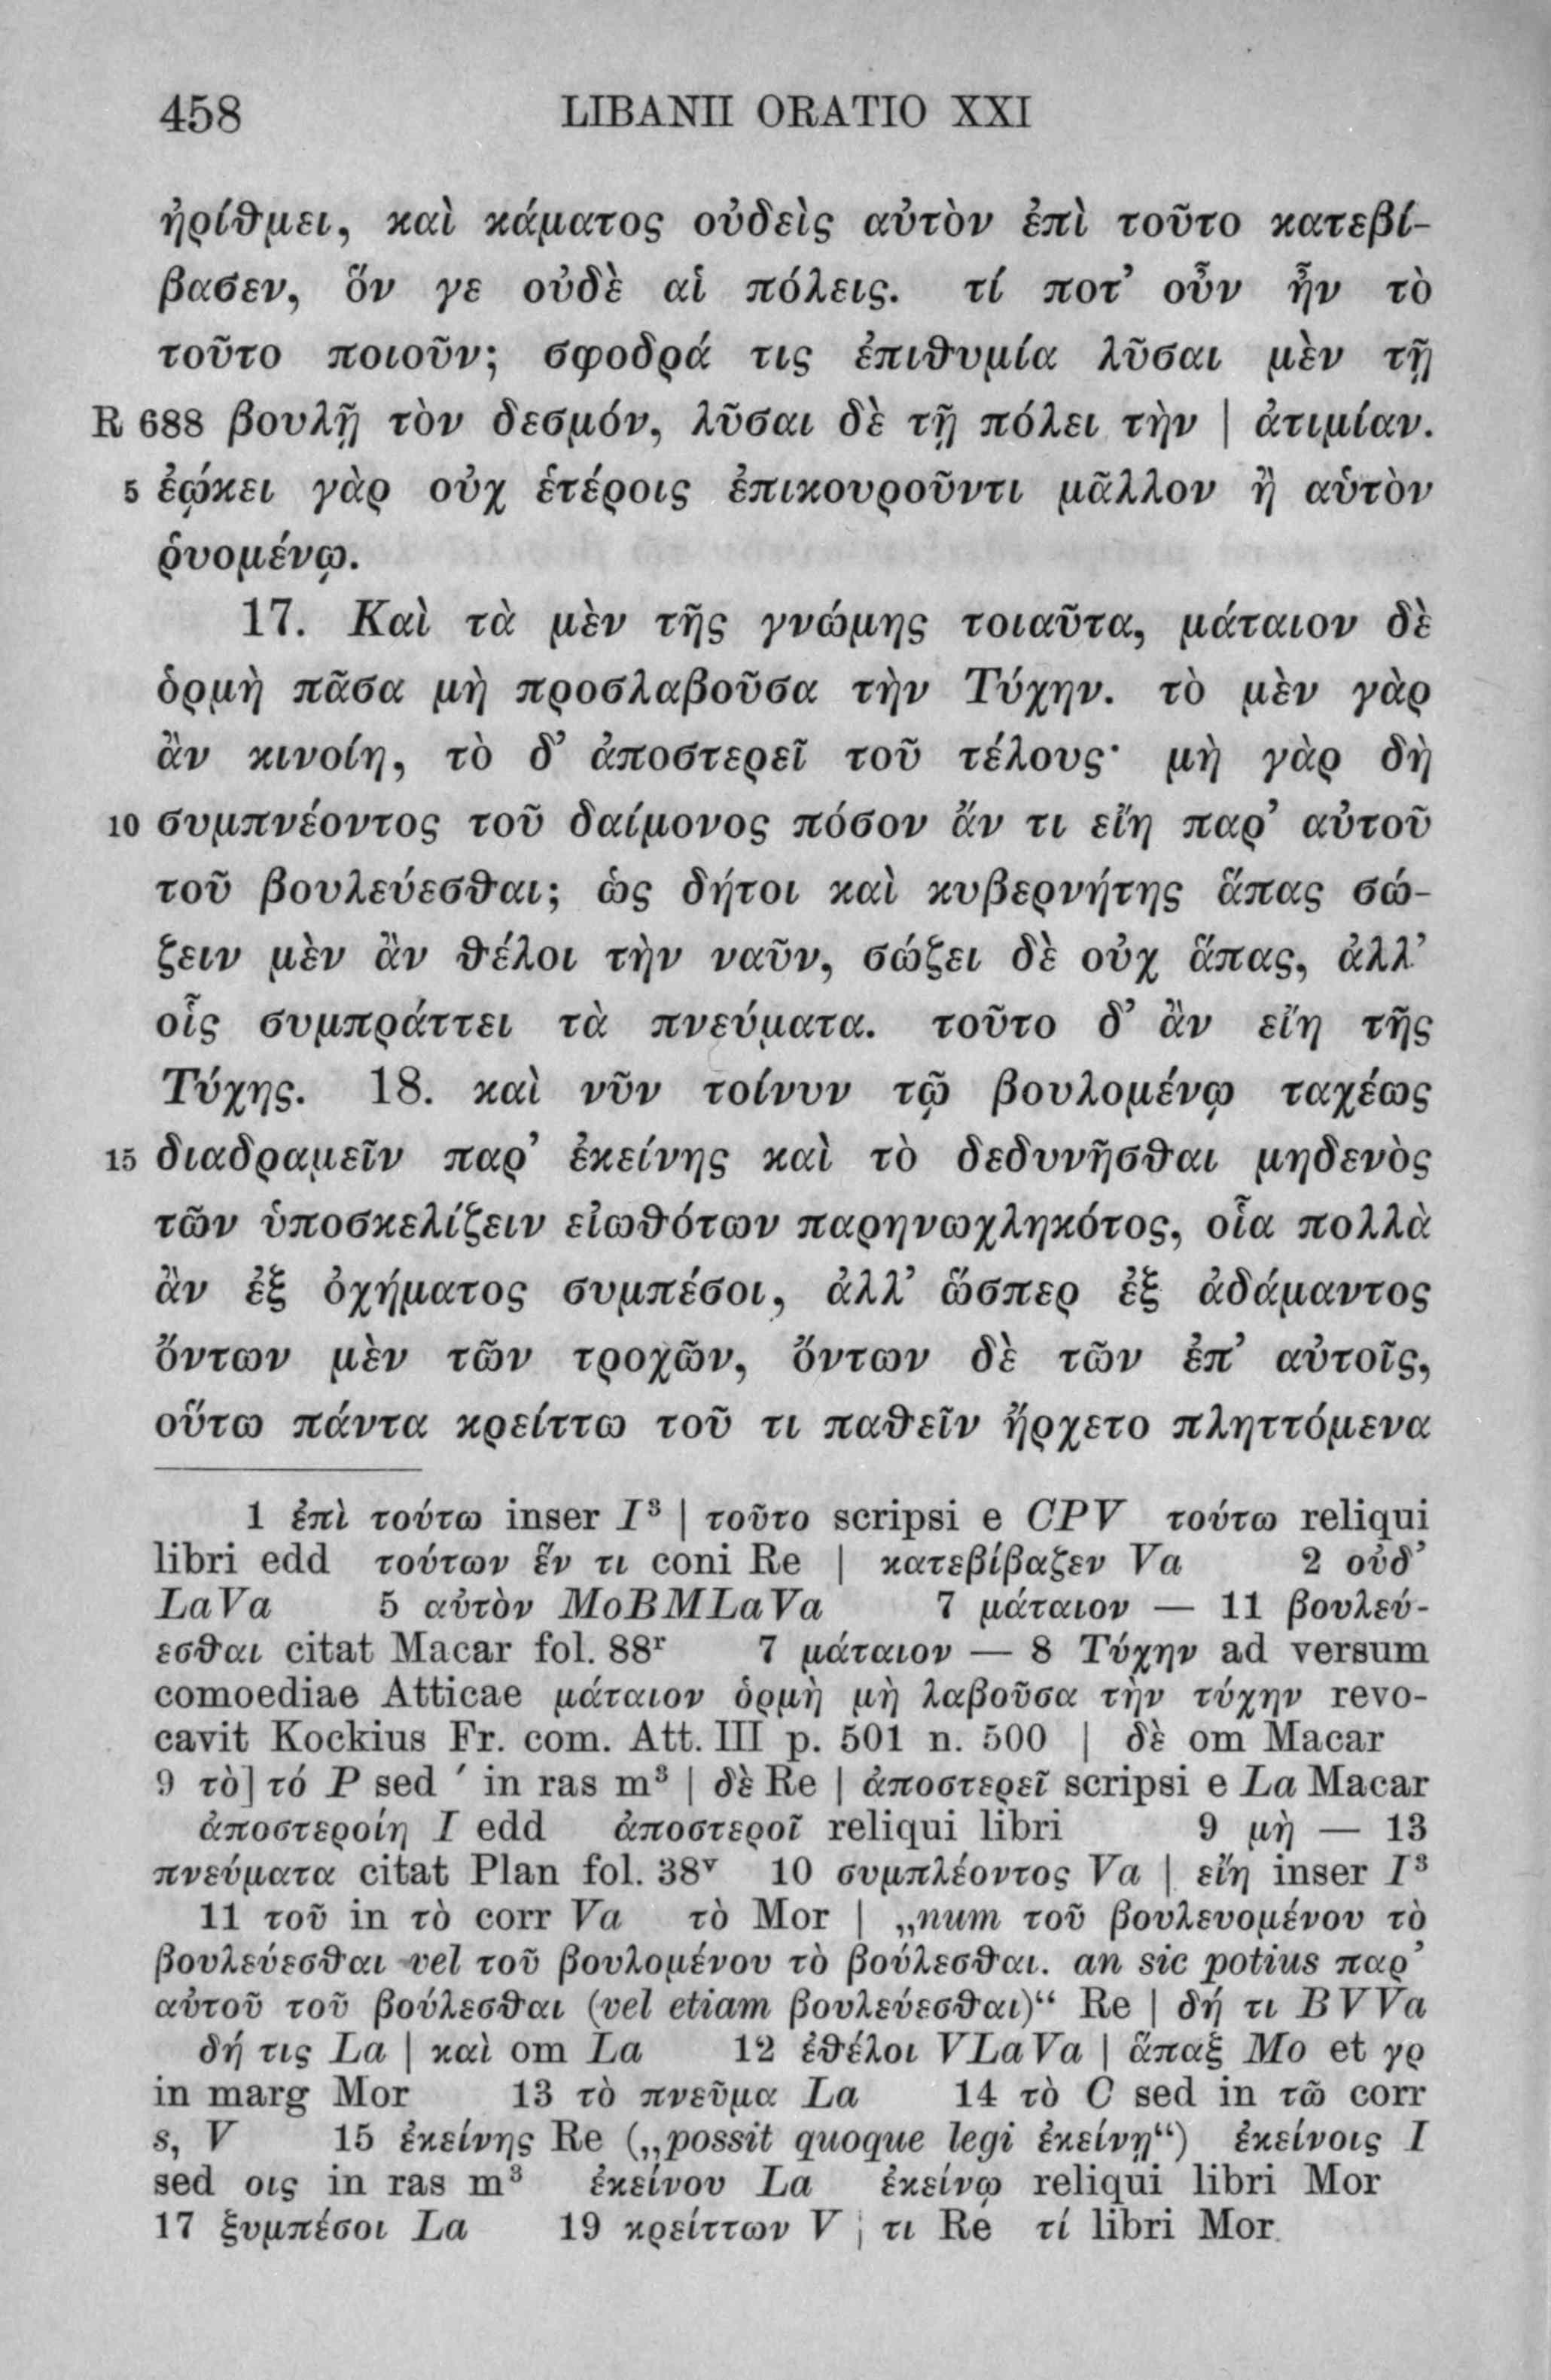 458 LIBANII ORATIO XXI
ἠρίθμει, καὶ κάματος οὐδεὶς αὐτὸν ἐπὶ τοῦτο κατεβί-
βασεν, ὅν γε οὐδὲ αἱ πόλεις. τί ποτ’ οὖν ἦν τὸ
τοῦτο ποιοῦν; σφοδρά τις ἐπιθυμία λῦσαι μὲν τῇ
R 688 βουλῇ τὸν δεσμόν, λῦσαι δὲ τῇ πόλει τὴν | ἀτιμίαν.
5 ἐῴκει γὰρ οὐχ ἑτέροις ἐπικουροῦντι μᾶλλον ἢ αὑτὸν
ῥυομένῳ.
17. Καὶ τὰ μὲν τῆς γνώμης τοιαῦτα, μάταιον δὲ
ὁρμὴ πᾶσα μὴ προσλαβοῦσα τὴν Τύχην. τὸ μὲν γὰρ
ἂν κινοίη, τὸ δ’ ἀποστερεῖ τοῦ τέλους· μὴ γὰρ δὴ
10 συμπνέοντος τοῦ δαίμονος πόσον ἄν τι εἴη παρ’ αὐτοῦ
τοῦ βουλεύεσθαι; ὡς δήτοι καὶ κυβερνήτης ἅπας σώ-
ζειν μὲν ἂν θέλοι τὴν ναῦν, σώζει δὲ οὐχ ἅπας, ἀλλ’
οἷς συμπράττει τὰ πνεύματα. τοῦτο δ’ ἂν εἴη τῆς
Τύχης. 18. καὶ νῦν τοίνυν τῷ βουλομένῳ ταχέως
15 διαδραμεῖν παρ’ ἐκείνης καὶ τὸ δεδυνῆσθαι μηδενὸς
τῶν ὑποσκελίζειν εἰωθότων παρηνωχληκότος, οἷα πολλὰ
ἂν ἐξ ὀχήματος συμπέσοι, ἀλλ’ ὥσπερ ἐξ ἀδάμαντος
ὄντων μὲν τῶν τροχῶν, ὄντων δὲ τῶν ἐπ’ αὐτοῖς,
οὕτω πάντα κρείττω τοῦ τι παθεῖν ἤρχετο πληττόμενα
1 ἐπὶ τούτω inser I³ | τοῦτο scripsi e CPV τούτω reliqui
libri edd τούτων ἕν τι coni Re | κατεβίβαζεν Va 2 οὐδ’
LaVa 5 αὐτὸν MoBMLaVa 7 μάταιον — 11 βουλεύ-
εσθαι citat Macar fol. 88ʳ 7 μάταιον — 8 Τύχην ad versum
comoediae Atticae μάταιον ὁρμὴ μὴ λαβοῦσα τὴν τύχην revo-
cavit Kockius Fr. com. Att. III p. 501 n. 500 | δὲ om Macar
9 τὸ] τό P sed ´ in ras m³ | δὲ Re | ἀποστερεῖ scripsi e La Macar
ἀποστεροίη I edd ἀποστεροῖ reliqui libri 9 μὴ — 13
πνεύματα citat Plan fol. 38ᵛ 10 συμπλέοντος Va | εἴη inser I³
11 τοῦ in τὸ corr Va τὸ Mor | „num τοῦ βουλευομένου τὸ
βουλεύεσθαι vel τοῦ βουλομένου τὸ βούλεσθαι. an sic potius παρ’
αὐτοῦ τοῦ βούλεσθαι (vel etiam βουλεύεσθαι)“ Re | δή τι BVVa
δή τις La | καὶ om La 12 ἐθέλοι VLaVa | ἅπαξ Mo et γρ
in marg Mor 13 τὸ πνεῦμα La 14 τὸ C sed in τῶ corr
s, V 15 ἐκείνης Re („possit quoque legi ἐκείνῃ“) ἐκείνοις I
sed οις in ras m³ ἐκείνου La ἐκείνῳ reliqui libri Mor
17 ξυμπέσοι La 19 κρείττων V | τι Re τί libri Mor